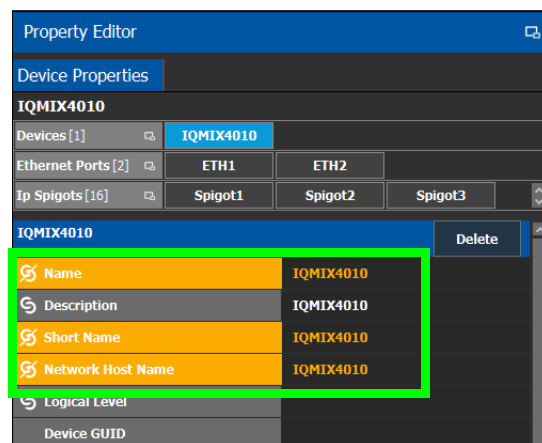 Property Editor
Device Properties
IQMIX4010
Devices [1] IQMIX4010
Ethernet Ports [2] ETH1 ETH2
Ip Spigots [16] Spigot1 Spigot2 Spigot3
IQMIX4010 Delete
Name IQMIX4010
Description IQMIX4010
Short Name IQMIX4010
Network Host Name IQMIX4010
Logical Level
Device GUID